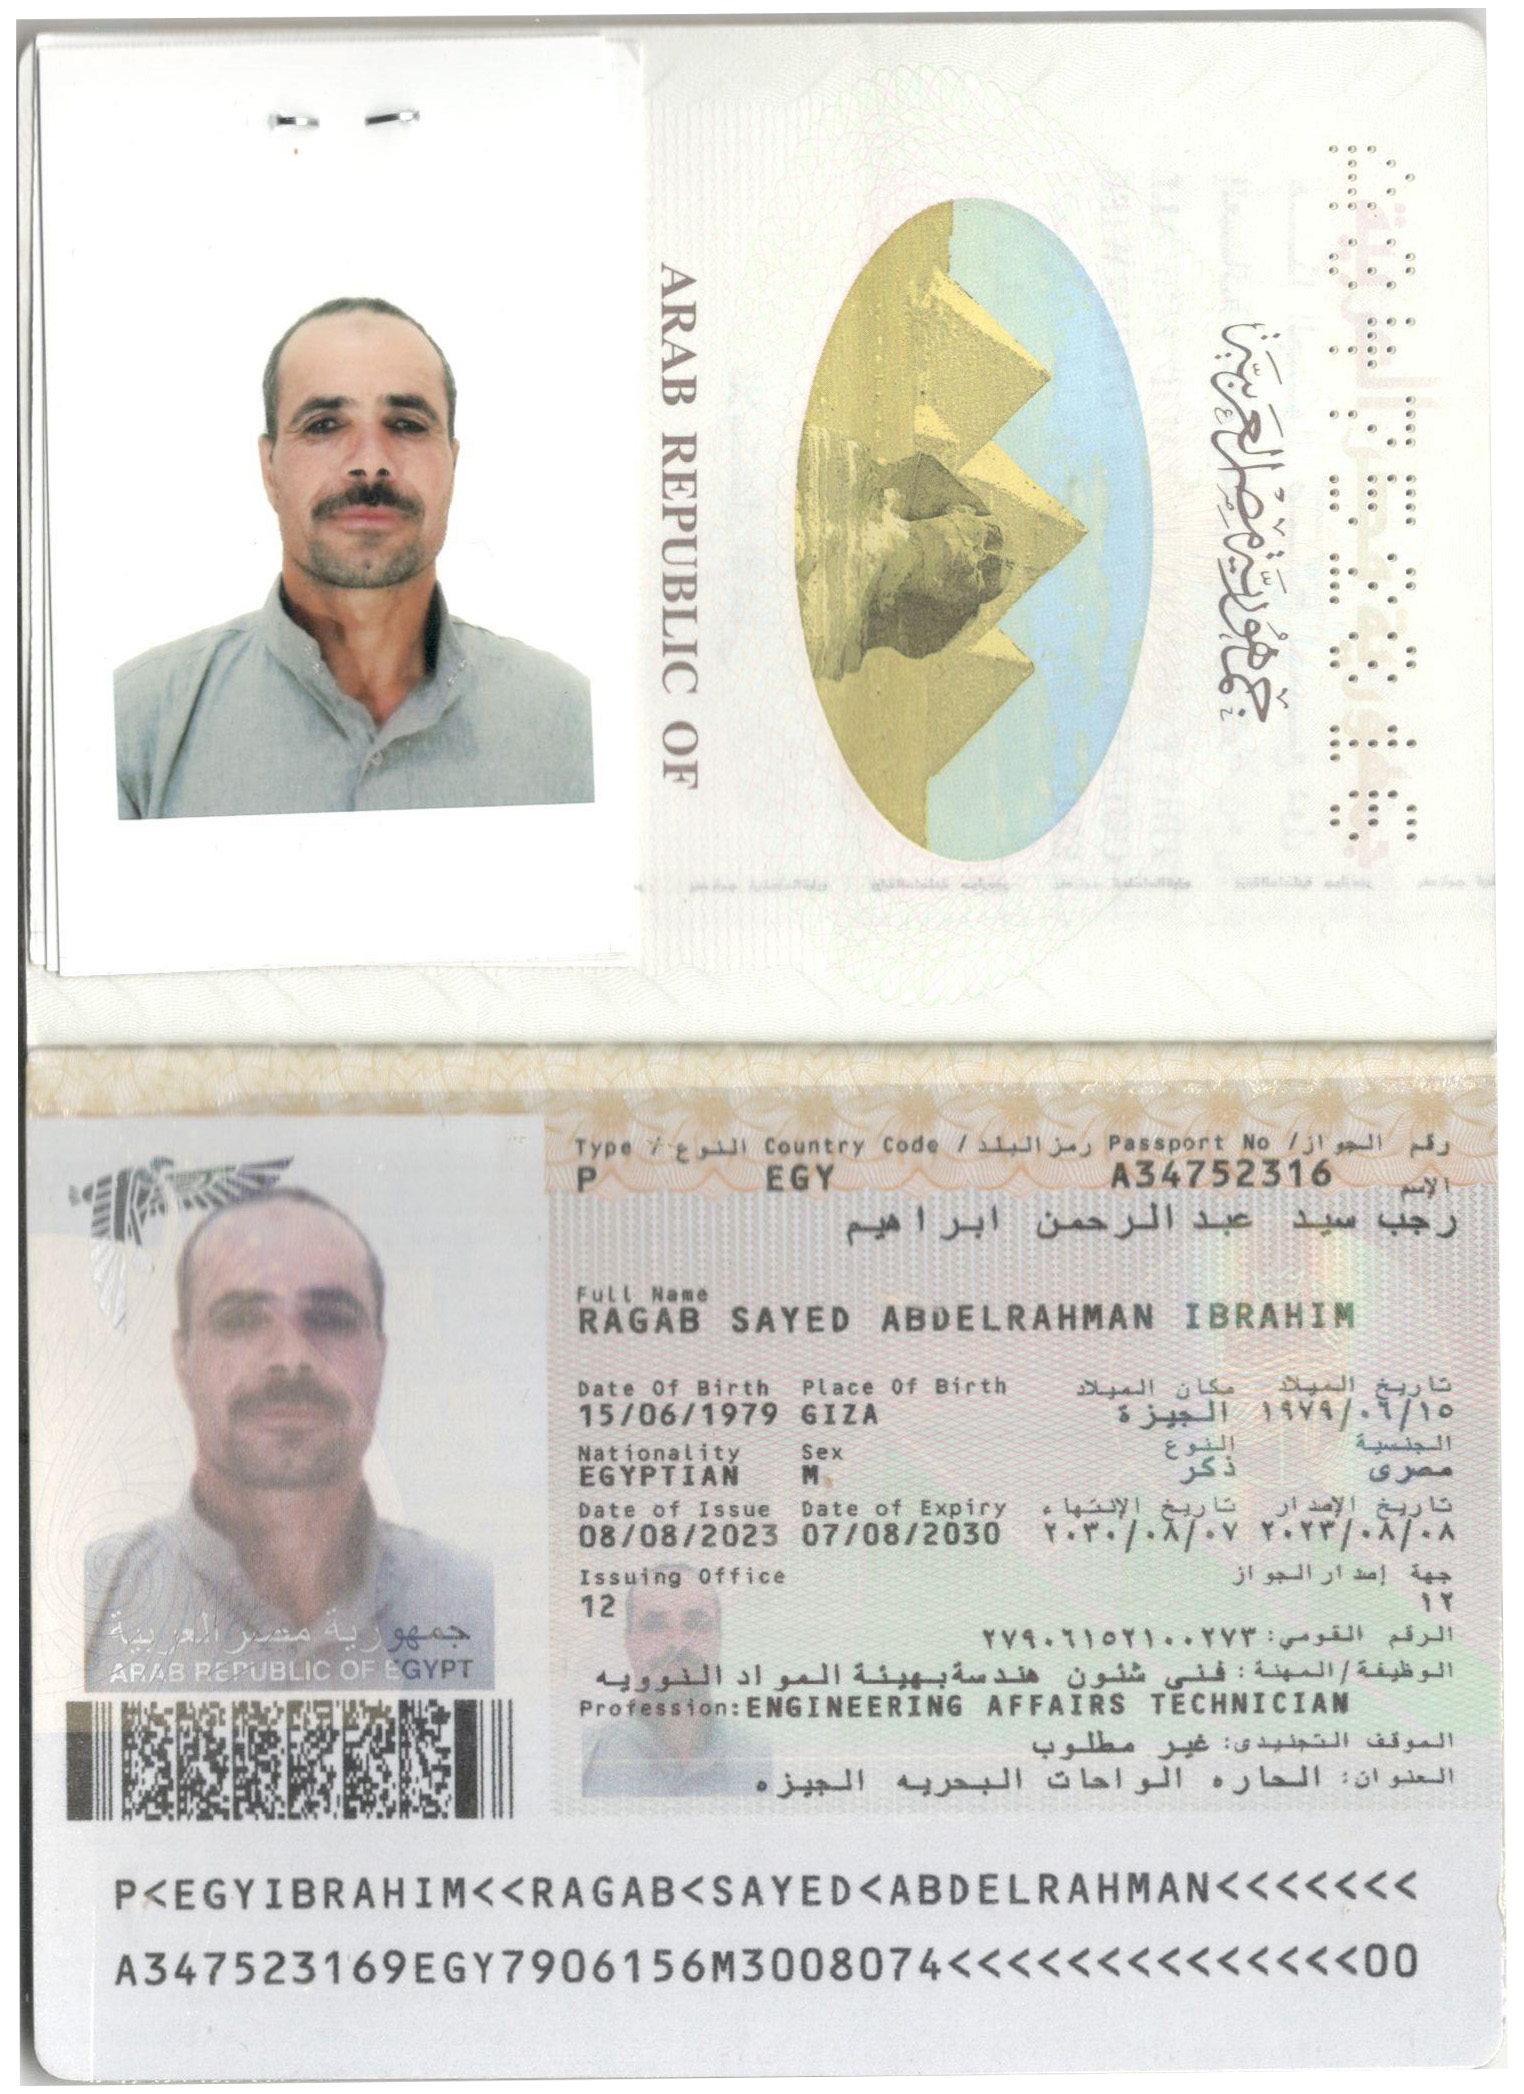 ARAB REPUBLIC OF
جمهورية مصر العربية
Type / النوع Country Code / رمز البلد Passport No / رقم الجواز
P EGY A34752316
الإسم
رجب سيد عبد الرحمن ابراهيم
Full Name
RAGAB SAYED ABDELRAHMAN IBRAHIM
Date Of Birth Place Of Birth مكان الميلاد تاريخ الميلاد
15/06/1979 GIZA الجيزة ١٩٧٩/٠٦/١٥
Nationality Sex النوع الجنسية
EGYPTIAN M ذكر مصرى
Date of Issue Date of Expiry تاريخ الإنتهاء تاريخ الإصدار
08/08/2023 07/08/2030 ٢٠٣٠/٠٨/٠٧ ٢٠٢٣/٠٨/٠٨
Issuing Office جهة إصدار الجواز
12 ١٢
الرقم القومي: ٢٧٩٠٦١٥٢١٠٠٢٧٣
الوظيفة/المهنة: فنى شئون هندسة بهيئة المواد النوويه
Profession: ENGINEERING AFFAIRS TECHNICIAN
الموقف التجنيدى: غير مطلوب
العنوان: الحاره الواحات البحريه الجيزه
جمهورية مصر العربية
ARAB REPUBLIC OF EGYPT
P<EGYIBRAHIM<<RAGAB<SAYED<ABDELRAHMAN<<<<<<<
A347523169EGY7906156M3008074<<<<<<<<<<<<<<00